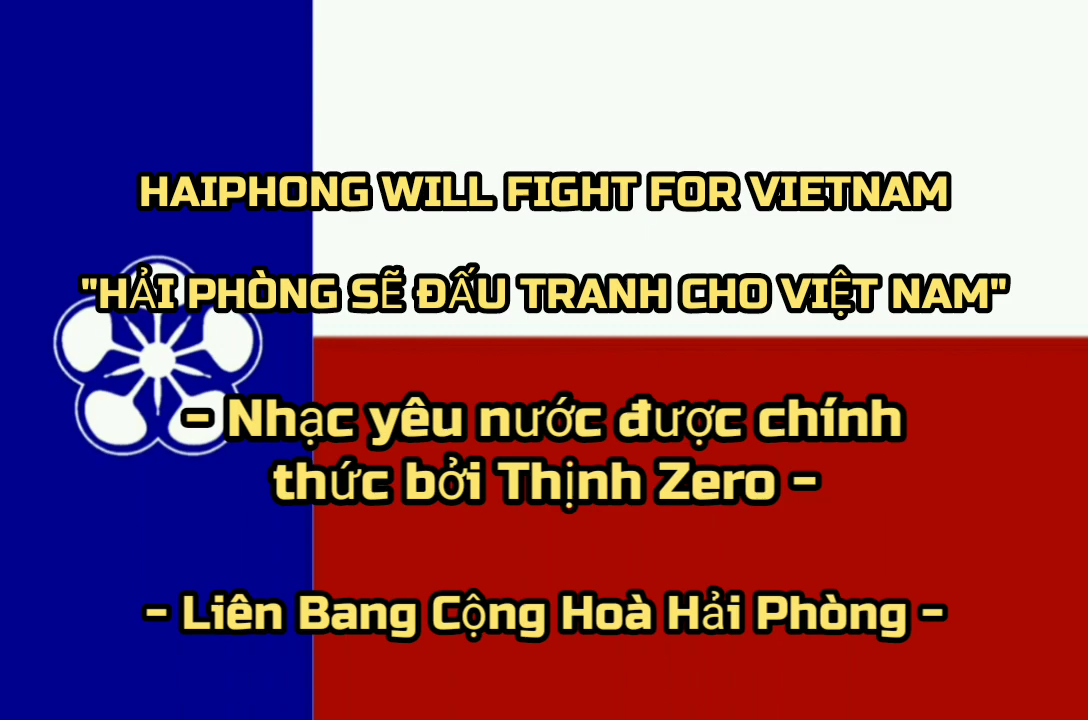 HAIPHONG WILL FIGHT FOR VIETNAM
"HẢI PHÒNG SẼ ĐẤU TRANH CHO VIỆT NAM"
- Nhạc yêu nước được chính
thức bởi Thịnh Zero -
- Liên Bang Cộng Hoà Hải Phòng -